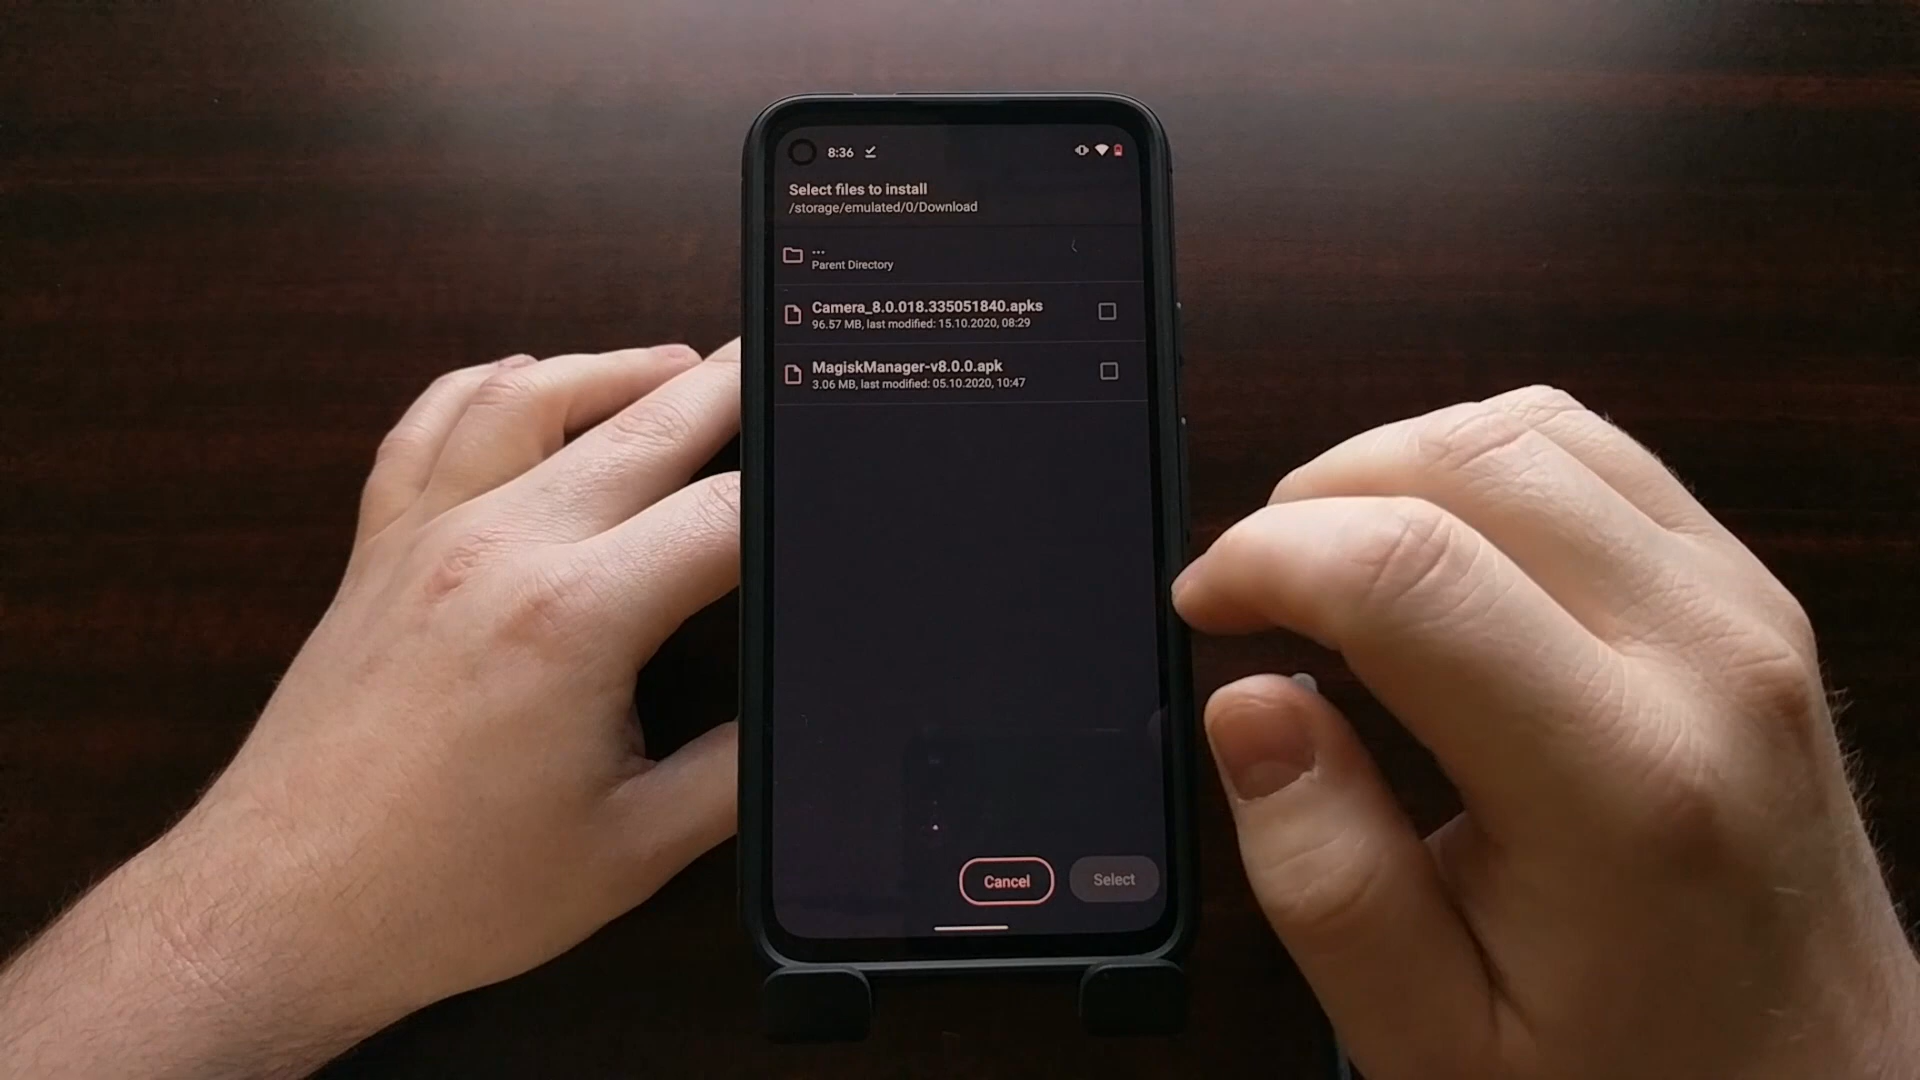 8:36
Select files to install
/storage/emulated/0/Download
...
Parent Directory
Camera_8.0.018.335051840.apks
96.57 MB, last modified: 15.10.2020, 08:29
MagiskManager-v8.0.0.apk
3.06 MB, last modified: 05.10.2020, 10:47
Cancel
Select